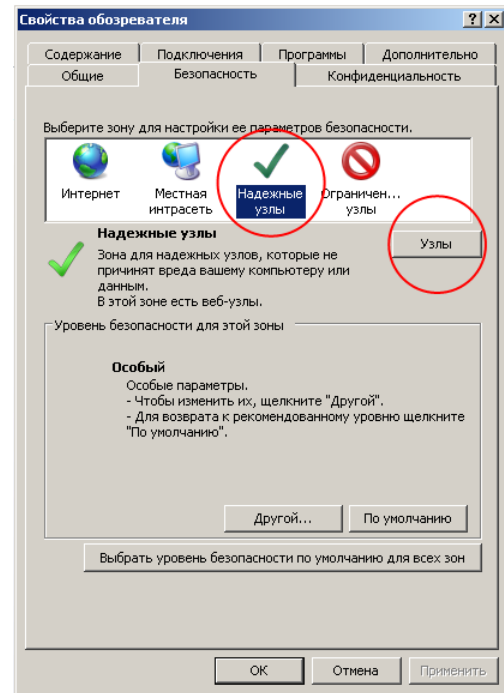 Свойства обозревателя
Содержание Подключения Программы Дополнительно
Общие Безопасность Конфиденциальность
Выберите зону для настройки ее параметров безопасности.
Интернет Местная интрасеть Надежные узлы Ограничен... узлы
Надежные узлы
Узлы
Зона для надежных узлов, которые не
причинят вреда вашему компьютеру или
данным.
В этой зоне есть веб-узлы.
Уровень безопасности для этой зоны
Особый
Особые параметры.
- Чтобы изменить их, щелкните "Другой".
- Для возврата к рекомендованному уровню щелкните
"По умолчанию".
Другой... По умолчанию
Выбрать уровень безопасности по умолчанию для всех зон
OK Отмена Применить